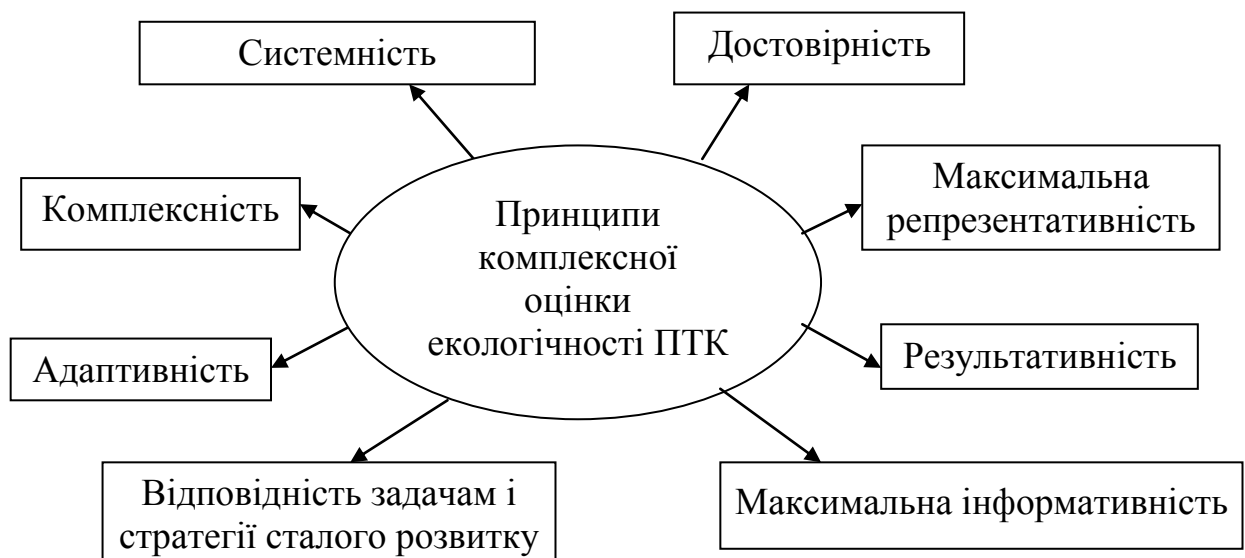 Системність
Достовірність
Комплексність
Принципи
комплексної
оцінки
екологічності ПТК
Максимальна
репрезентативність
Адаптивність
Результативність
Відповідність задачам і
стратегії сталого розвитку
Максимальна інформативність